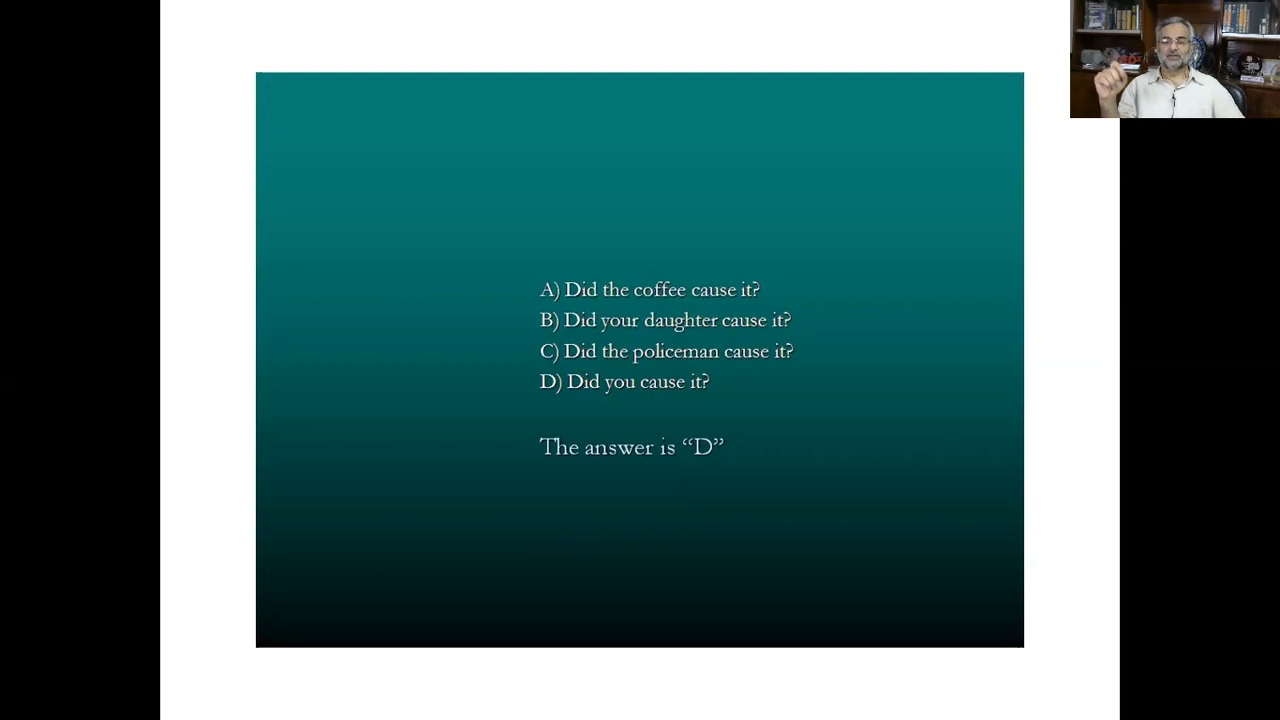 A) Did the coffee cause it?
B) Did your daughter cause it?
C) Did the policeman cause it?
D) Did you cause it?
The answer is “D”